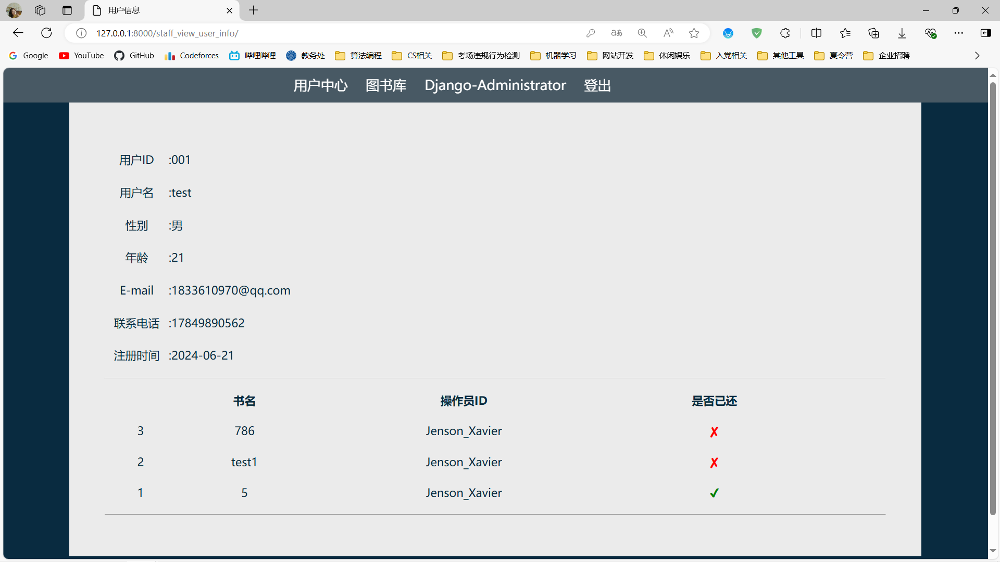 用户信息
127.0.0.1:8000/staff_view_user_info/
Google YouTube GitHub Codeforces 哔哩哔哩 教务处 算法编程 CS相关 考场违规行为检测 机器学习 网站开发 休闲娱乐 入党相关 其他工具 夏令营 企业招聘
用户中心 图书库 Django-Administrator 登出
用户ID :001
用户名 :test
性别 :男
年龄 :21
E-mail :1833610970@qq.com
联系电话 :17849890562
注册时间 :2024-06-21
书名 操作员ID 是否已还
3 786 Jenson_Xavier ✗
2 test1 Jenson_Xavier ✗
1 5 Jenson_Xavier ✓